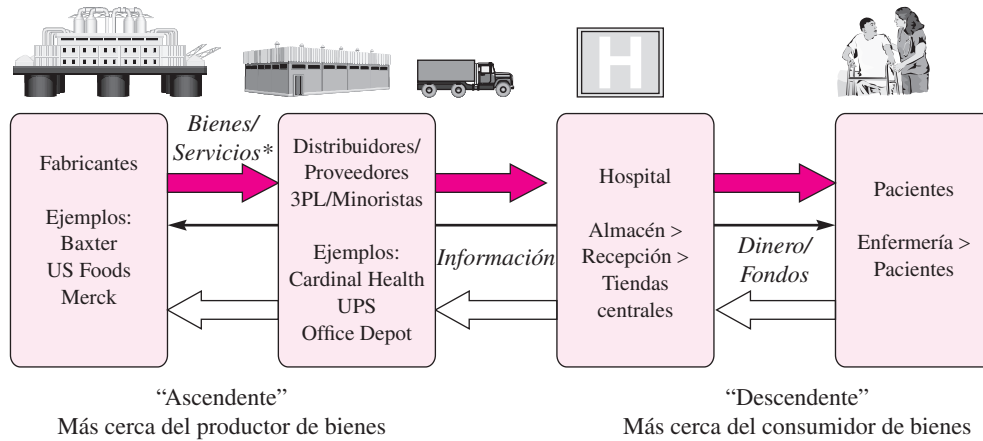 H
Fabricantes
Ejemplos:
Baxter
US Foods
Merck
Bienes/
Servicios*
Distribuidores/
Proveedores
3PL/Minoristas
Ejemplos:
Cardinal Health
UPS
Office Depot
Información
Hospital
Almacén >
Recepción >
Tiendas
centrales
Dinero/
Fondos
Pacientes
Enfermería >
Pacientes
“Ascendente”
Más cerca del productor de bienes
“Descendente”
Más cerca del consumidor de bienes